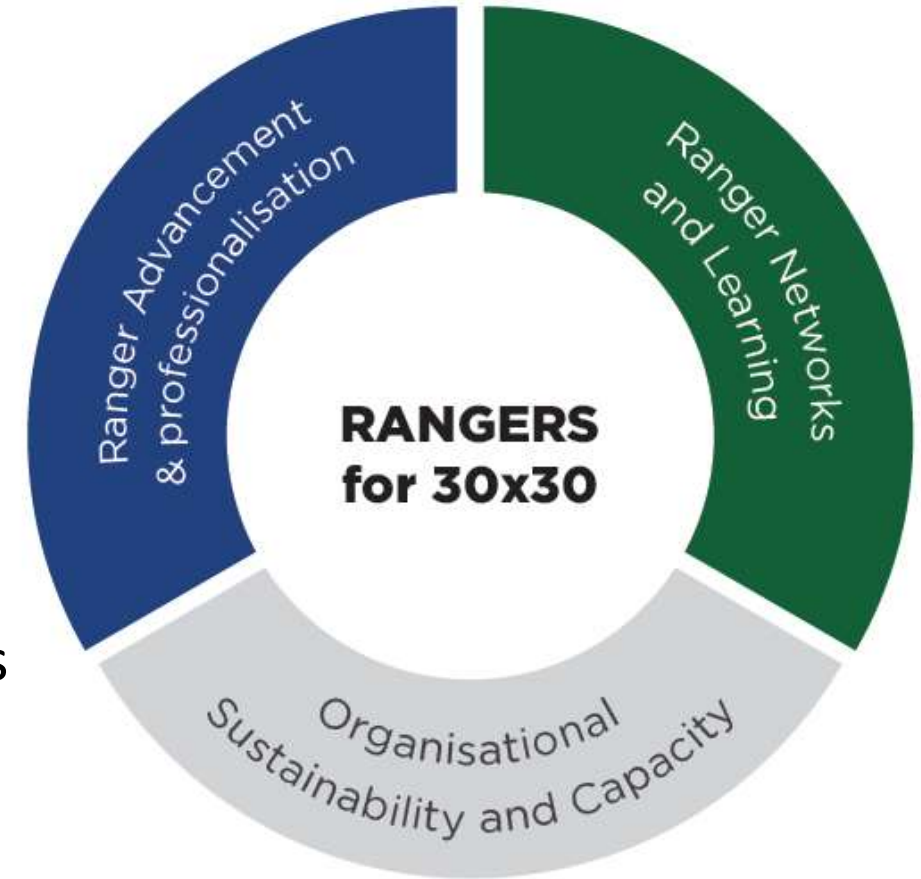 Ranger Advancement
& professionalisation
Ranger Networks
and Learning
RANGERS
for 30x30
s
Organisational
Sustainability and Capacity